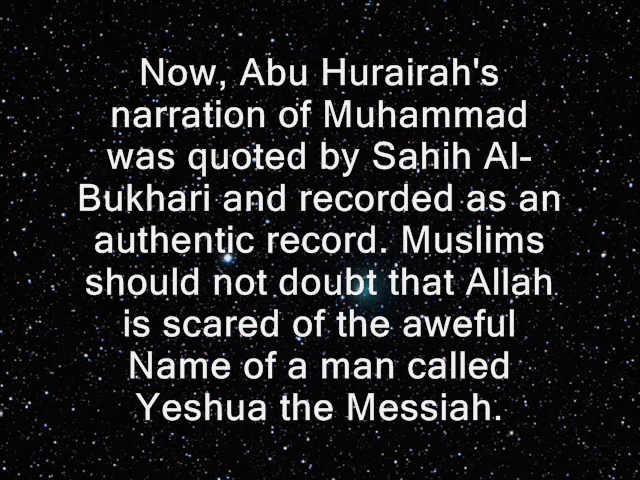 Now, Abu Hurairah's
narration of Muhammad
was quoted by Sahih Al-
Bukhari and recorded as an
authentic record. Muslims
should not doubt that Allah
is scared of the aweful
Name of a man called
Yeshua the Messiah.